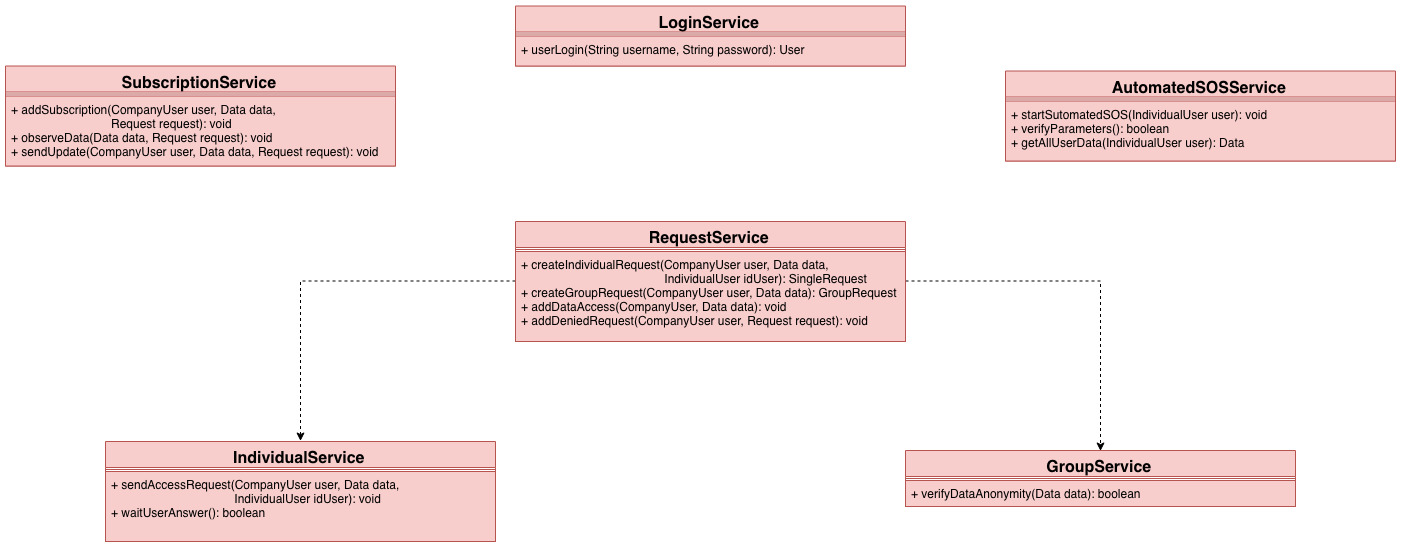 LoginService
+ userLogin(String username, String password): User
SubscriptionService
+ addSubscription(CompanyUser user, Data data,
Request request): void
+ observeData(Data data, Request request): void
+ sendUpdate(CompanyUser user, Data data, Request request): void
AutomatedSOSService
+ startSutomatedSOS(IndividualUser user): void
+ verifyParameters(): boolean
+ getAllUserData(IndividualUser user): Data
RequestService
+ createIndividualRequest(CompanyUser user, Data data,
IndividualUser idUser): SingleRequest
+ createGroupRequest(CompanyUser user, Data data): GroupRequest
+ addDataAccess(CompanyUser, Data data): void
+ addDeniedRequest(CompanyUser user, Request request): void
IndividualService
+ sendAccessRequest(CompanyUser user, Data data,
IndividualUser idUser): void
+ waitUserAnswer(): boolean
GroupService
+ verifyDataAnonymity(Data data): boolean